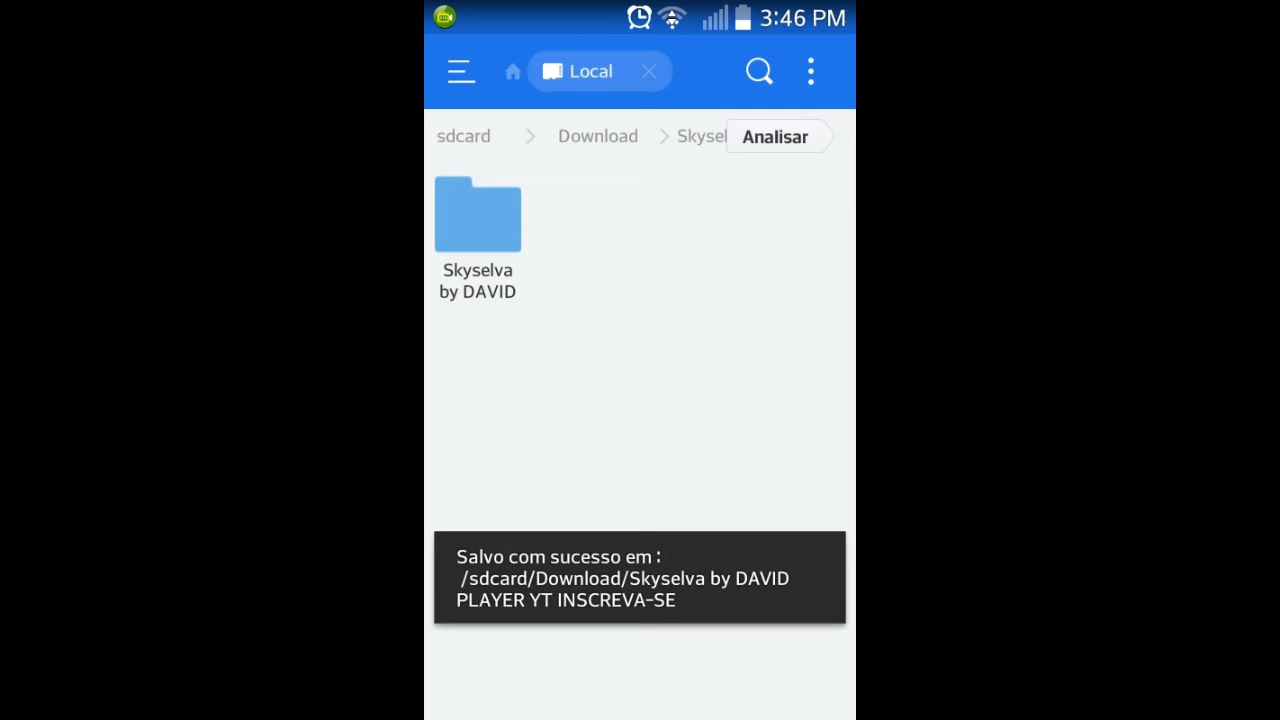 3:46 PM
Local
sdcard Download Skysel Analisar
Skyselva
by DAVID
Salvo com sucesso em :
/sdcard/Download/Skyselva by DAVID
PLAYER YT INSCREVA-SE